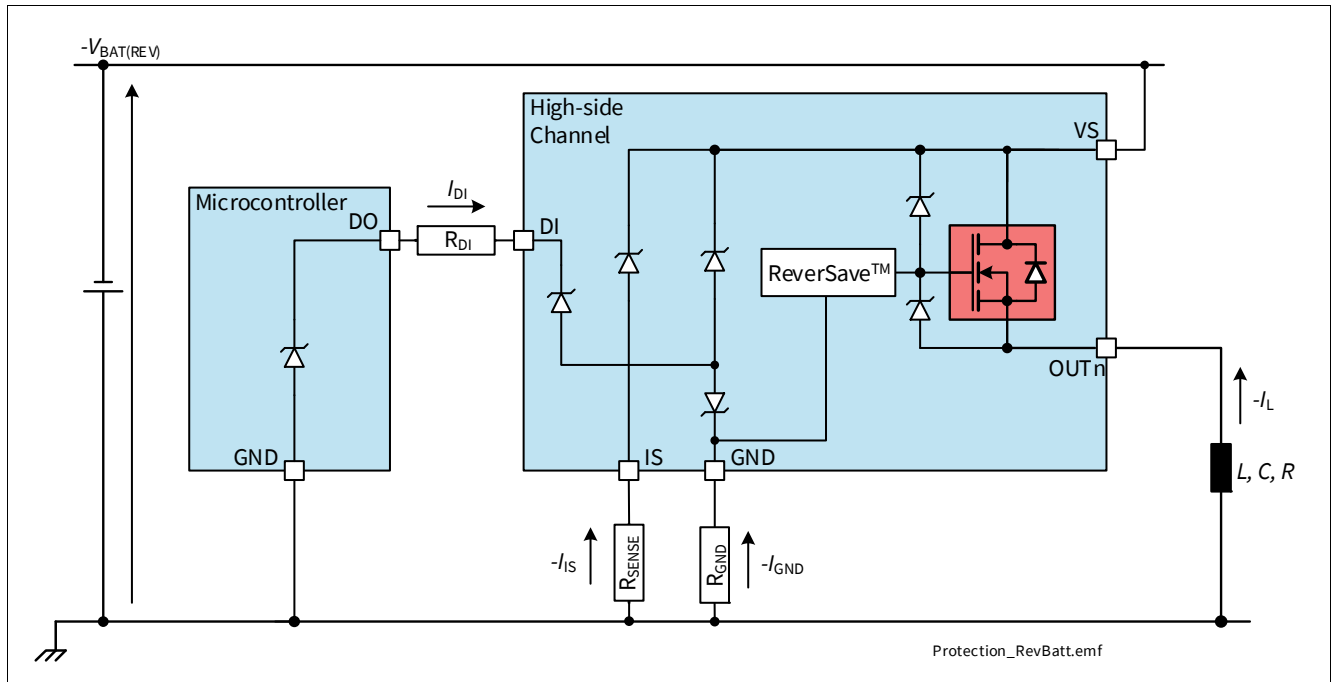 -VBAT(REV)
High-side
Channel
VS
Microcontroller
DO
IDI
RDI
DI
ReverSave™
OUTn
-IL
GND
IS
GND
L, C, R
-IIS
RSENSE
RGND
-IGND
Protection_RevBatt.emf